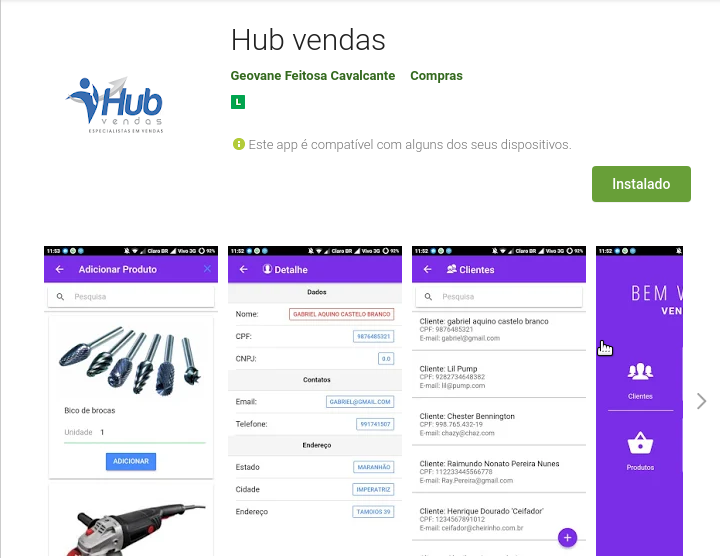 Hub vendas
Geovane Feitosa Cavalcante Compras
L
Hub
vendas
ESPECIALISTAS EM VENDAS
Este app é compatível com alguns dos seus dispositivos.
Instalado
11:53 Claro BR Vivo 3G 92%
Adicionar Produto
Pesquisa
Bico de brocas
Unidade 1
ADICIONAR
11:52 Claro BR Vivo 3G 92%
Detalhe
Dados
Nome: GABRIEL AQUINO CASTELO BRANCO
CPF: 9876485321
CNPJ: 0.0
Contatos
Email: GABRIEL@GMAIL.COM
Telefone: 991741507
Endereço
Estado MARANHÃO
Cidade IMPERATRIZ
Endereço TAMOIOS 39
11:52 Claro BR Vivo 3G 92%
Clientes
Pesquisa
Cliente: gabriel aquino castelo branco
CPF: 9876485321
E-mail: gabriel@gmail.com
Cliente: Lil Pump
CPF: 9282734648382
E-mail: lil@pump.com
Cliente: Chester Bennington
CPF: 998.765.432-19
E-mail: chazy@chaz.com
Cliente: Raimundo Nonato Pereira Nunes
CPF: 112233445566778
E-mail: Ray.Pereira@gmail.com
Cliente: Henrique Dourado 'Ceifador'
CPF: 1234567891012
E-mail: ceifador@cheirinho.com.br
+
11:52
BEM V
VEN
Clientes
Produtos